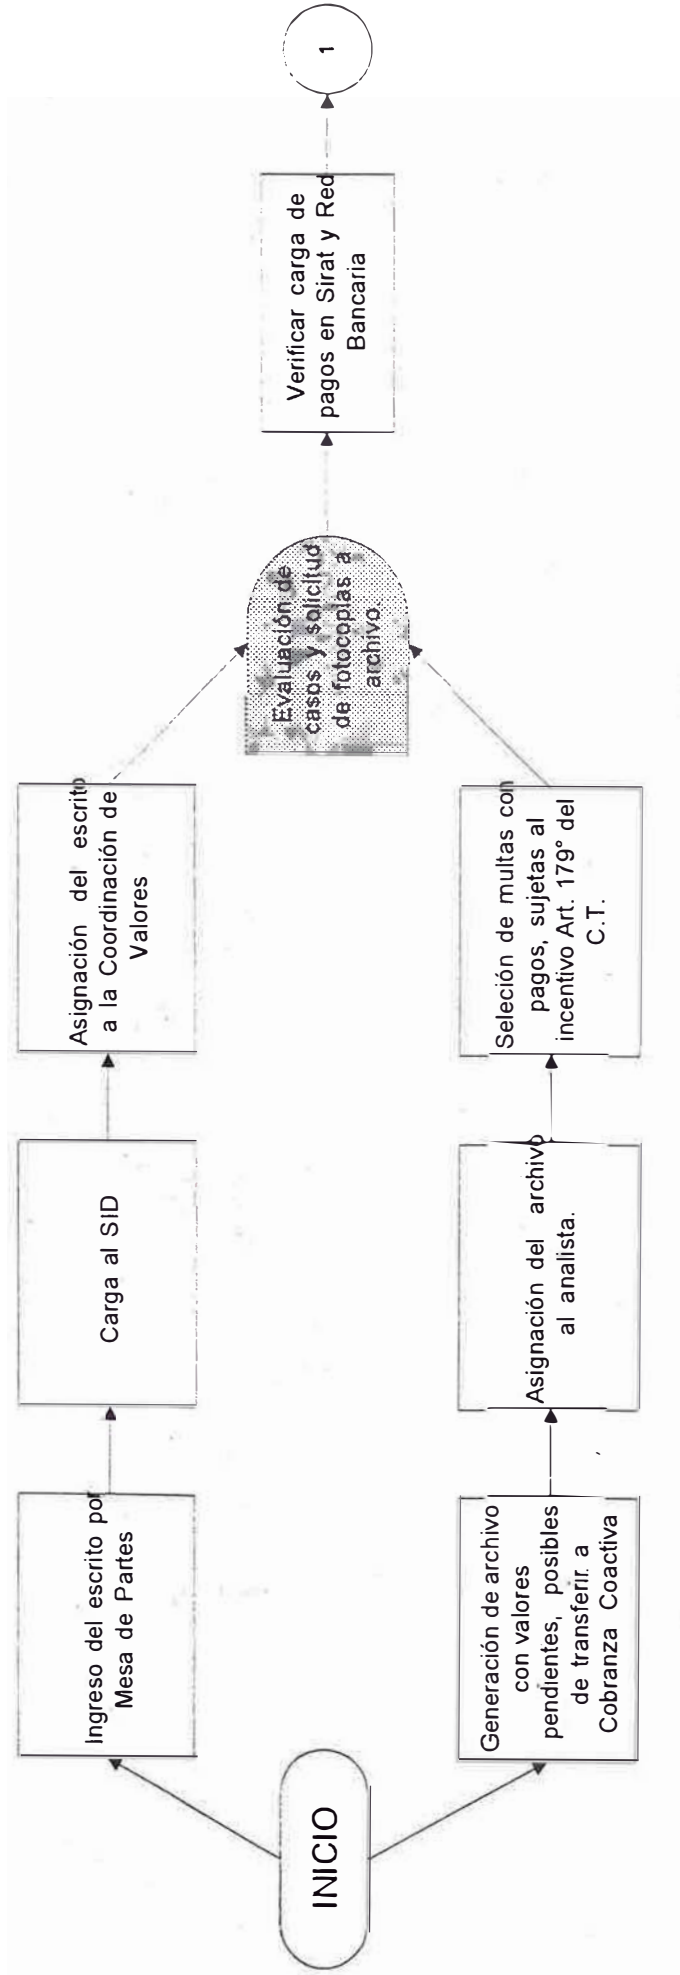 INICIO
Ingreso del escrito por
Mesa de Partes
Carga al SID
Asignación del escrito
a la Coordinación de
Valores
Generación de archivo
con valores
pendientes, posibles
de transferir a
Cobranza Coactiva
Asignación del archivo
al analista.
Seleción de multas con
pagos, sujetas al
incentivo Art. 179° del
C.T.
Evaluación de
casos y solicitud
de fotocopias a
archivo.
Verificar carga de
pagos en Sirat y Red
Bancaria
1